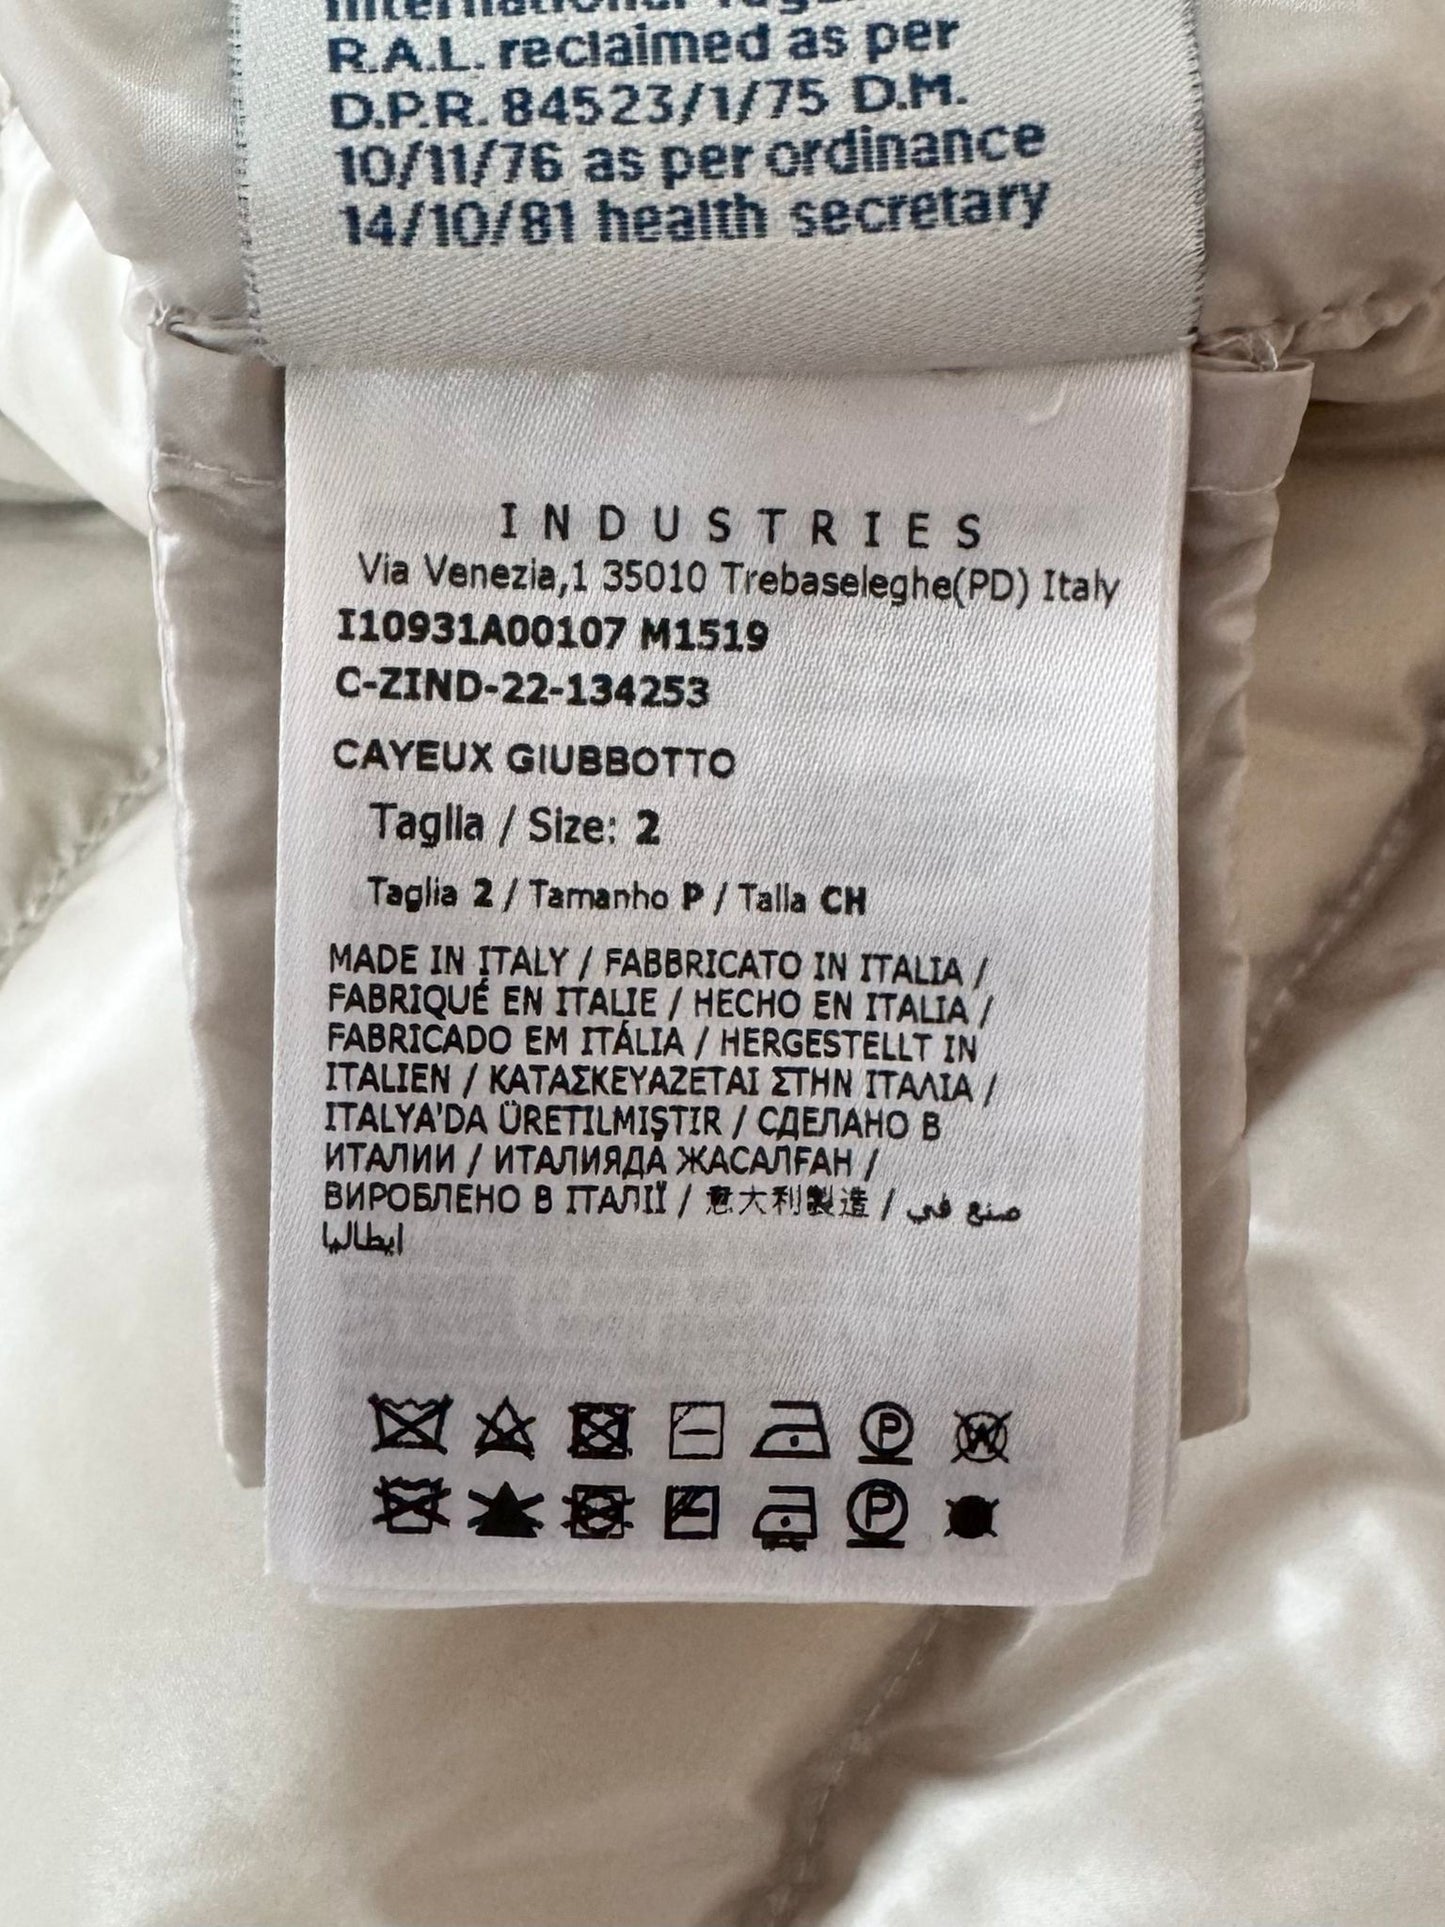 International
R.A.L. reclaimed as per
D.P.R. 84523/1/75 D.M.
10/11/76 as per ordinance
14/10/81 health secretary
INDUSTRIES
Via Venezia,1 35010 Trebaseleghe(PD) Italy
I10931A00107 M1519
C-ZIND-22-134253
CAYEUX GIUBBOTTO
Taglia / Size: 2
Taglia 2 / Tamanho P / Talla CH
MADE IN ITALY / FABBRICATO IN ITALIA /
FABRIQUÉ EN ITALIE / HECHO EN ITALIA /
FABRICADO EM ITÁLIA / HERGESTELLT IN
ITALIEN / ΚΑΤΑΣΚΕΥΑΖΕΤΑΙ ΣΤΗΝ ΙΤΑΛΙΑ /
ITALYA'DA ÜRETILMIŞTIR / СДЕЛАНО В
ИТАЛИИ / ИТАЛИЯДА ЖАСАЛҒАН /
ВИРОБЛЕНО В ІТАЛІЇ / 意大利製造 / صنع في
ايطاليا
P W
P